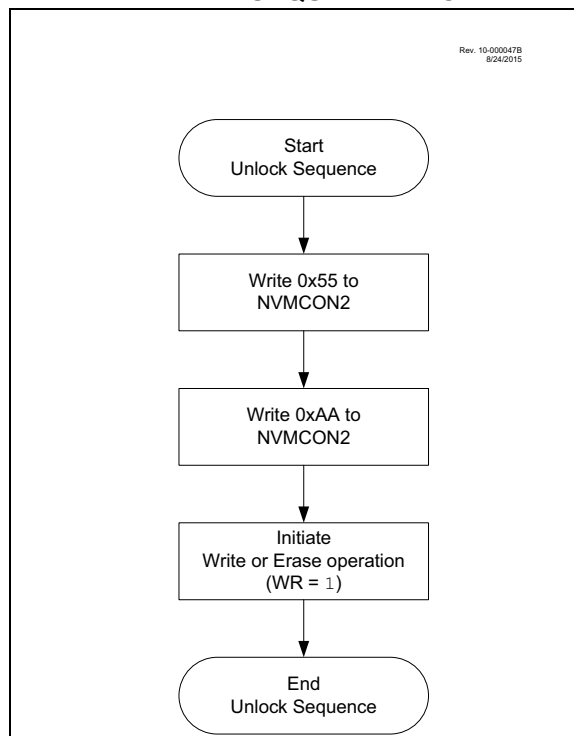 Rev. 10-000047B
8/24/2015
Start
Unlock Sequence
Write 0x55 to
NVMCON2
Write 0xAA to
NVMCON2
Initiate
Write or Erase operation
(WR = 1)
End
Unlock Sequence